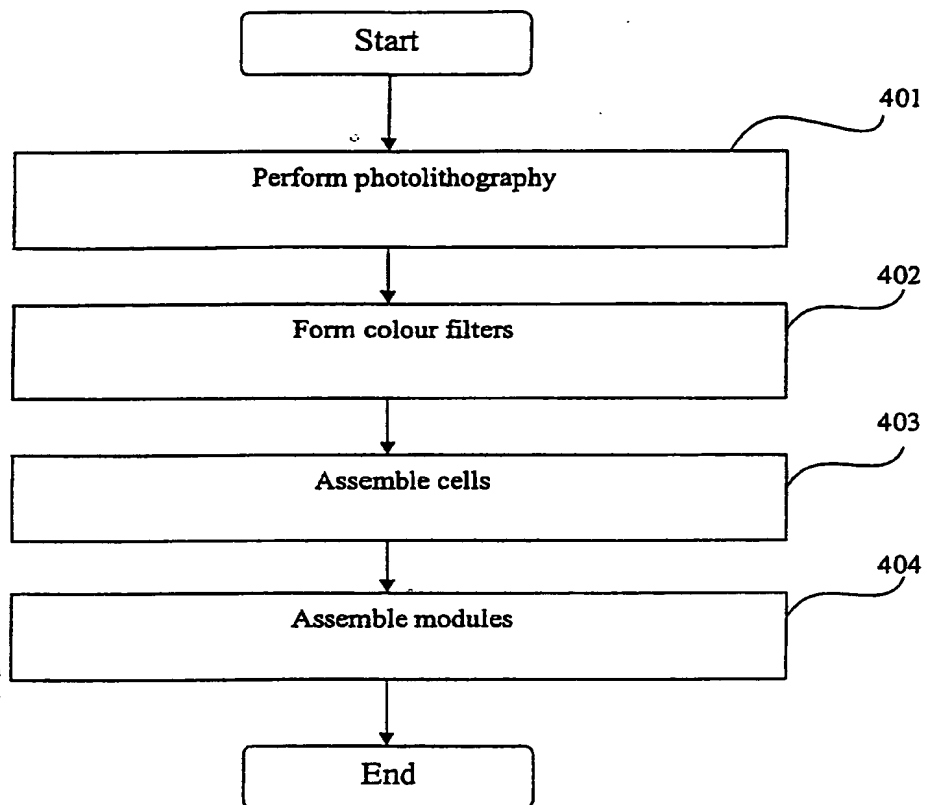 Start
401
Perform photolithography
402
Form colour filters
403
Assemble cells
404
Assemble modules
End